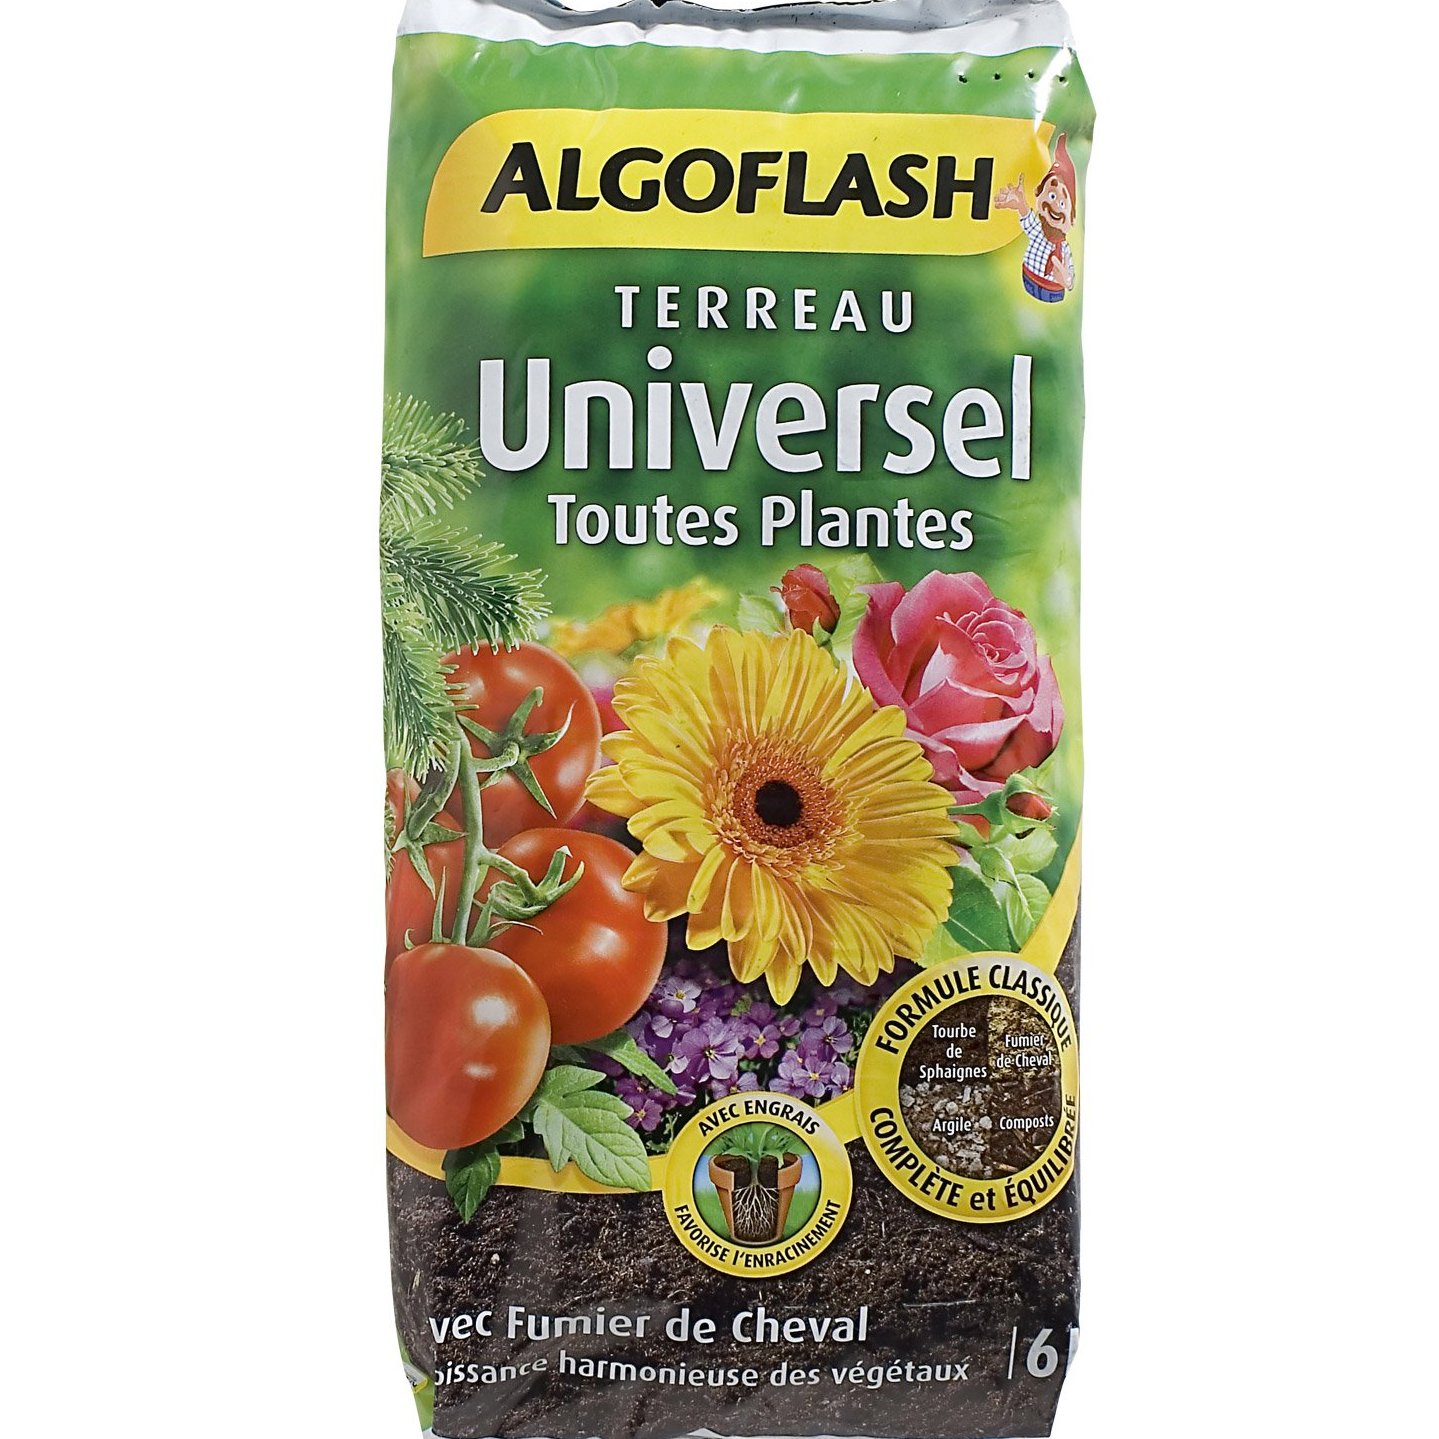 ALGOFLASH
TERREAU
Universel
Toutes Plantes
FORMULE CLASSIQUE
Tourbe
de
Sphaignes
Fumier
de Cheval
Argile
Composts
COMPLÈTE et ÉQUILIBRÉE
AVEC ENGRAIS
FAVORISE l'ENRACINEMENT
vec Fumier de Cheval
oissance harmonieuse des végétaux
6